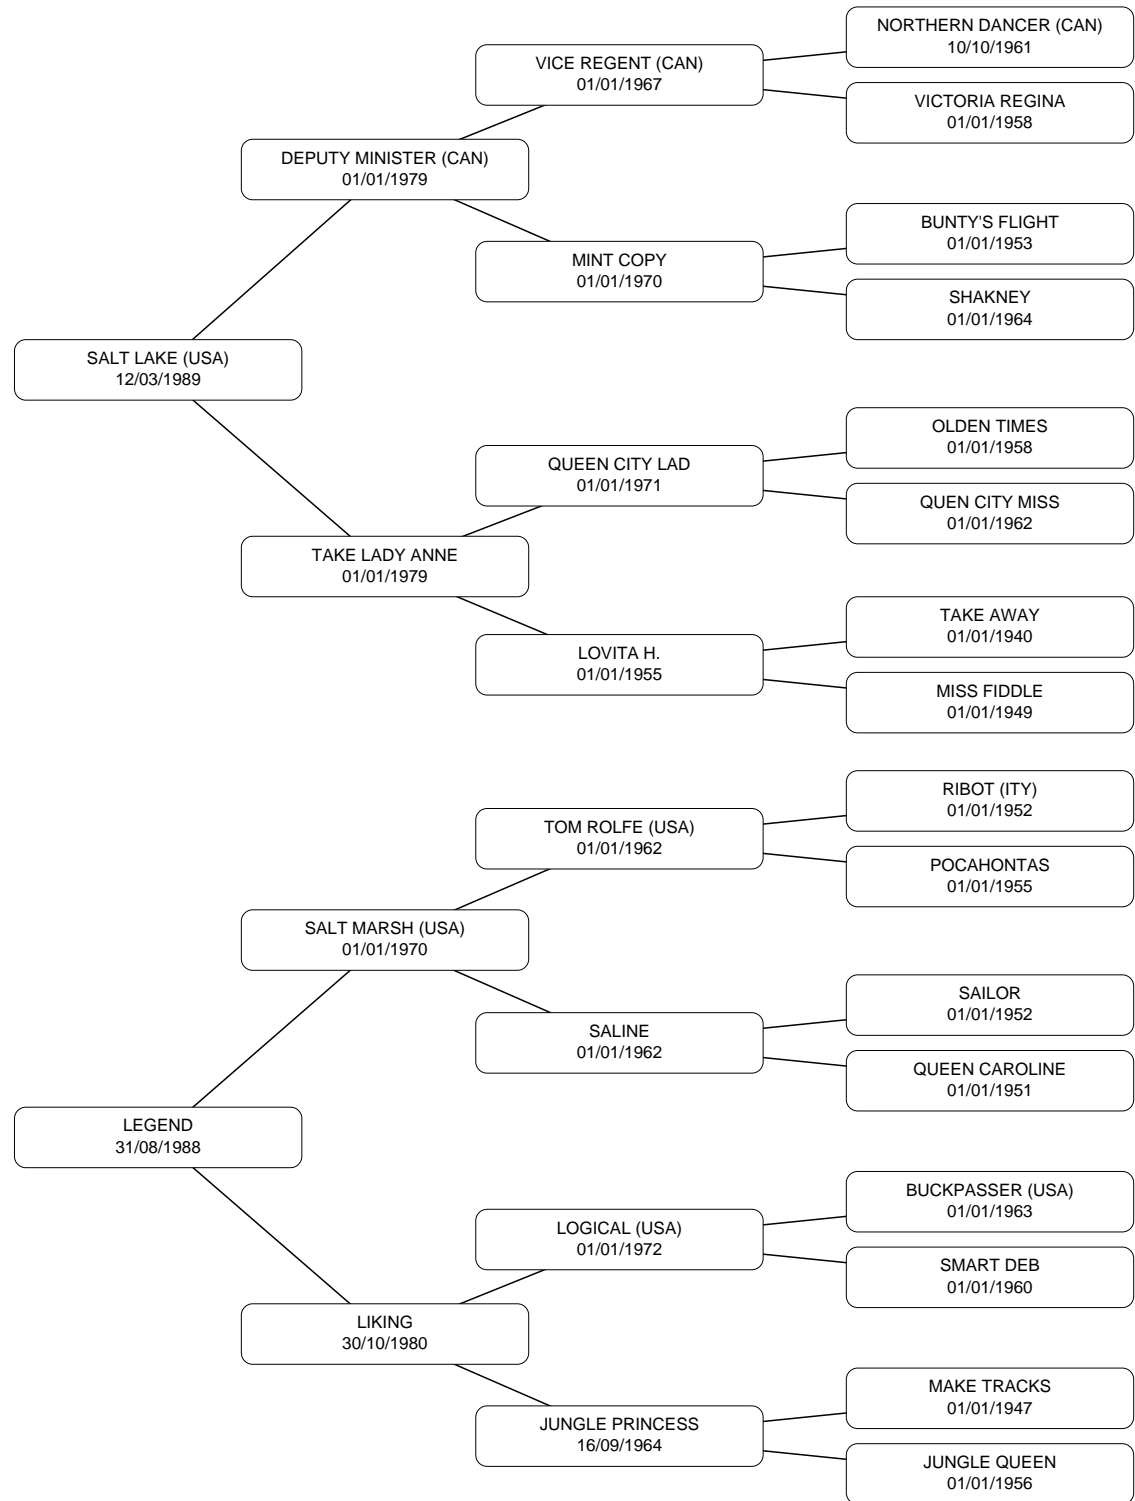 NORTHERN DANCER (CAN)
10/10/1961
VICE REGENT (CAN)
01/01/1967
VICTORIA REGINA
01/01/1958
DEPUTY MINISTER (CAN)
01/01/1979
BUNTY'S FLIGHT
01/01/1953
MINT COPY
01/01/1970
SHAKNEY
01/01/1964
SALT LAKE (USA)
12/03/1989
OLDEN TIMES
01/01/1958
QUEEN CITY LAD
01/01/1971
QUEN CITY MISS
01/01/1962
TAKE LADY ANNE
01/01/1979
TAKE AWAY
01/01/1940
LOVITA H.
01/01/1955
MISS FIDDLE
01/01/1949
RIBOT (ITY)
01/01/1952
TOM ROLFE (USA)
01/01/1962
POCAHONTAS
01/01/1955
SALT MARSH (USA)
01/01/1970
SAILOR
01/01/1952
SALINE
01/01/1962
QUEEN CAROLINE
01/01/1951
LEGEND
31/08/1988
BUCKPASSER (USA)
01/01/1963
LOGICAL (USA)
01/01/1972
SMART DEB
01/01/1960
LIKING
30/10/1980
MAKE TRACKS
01/01/1947
JUNGLE PRINCESS
16/09/1964
JUNGLE QUEEN
01/01/1956